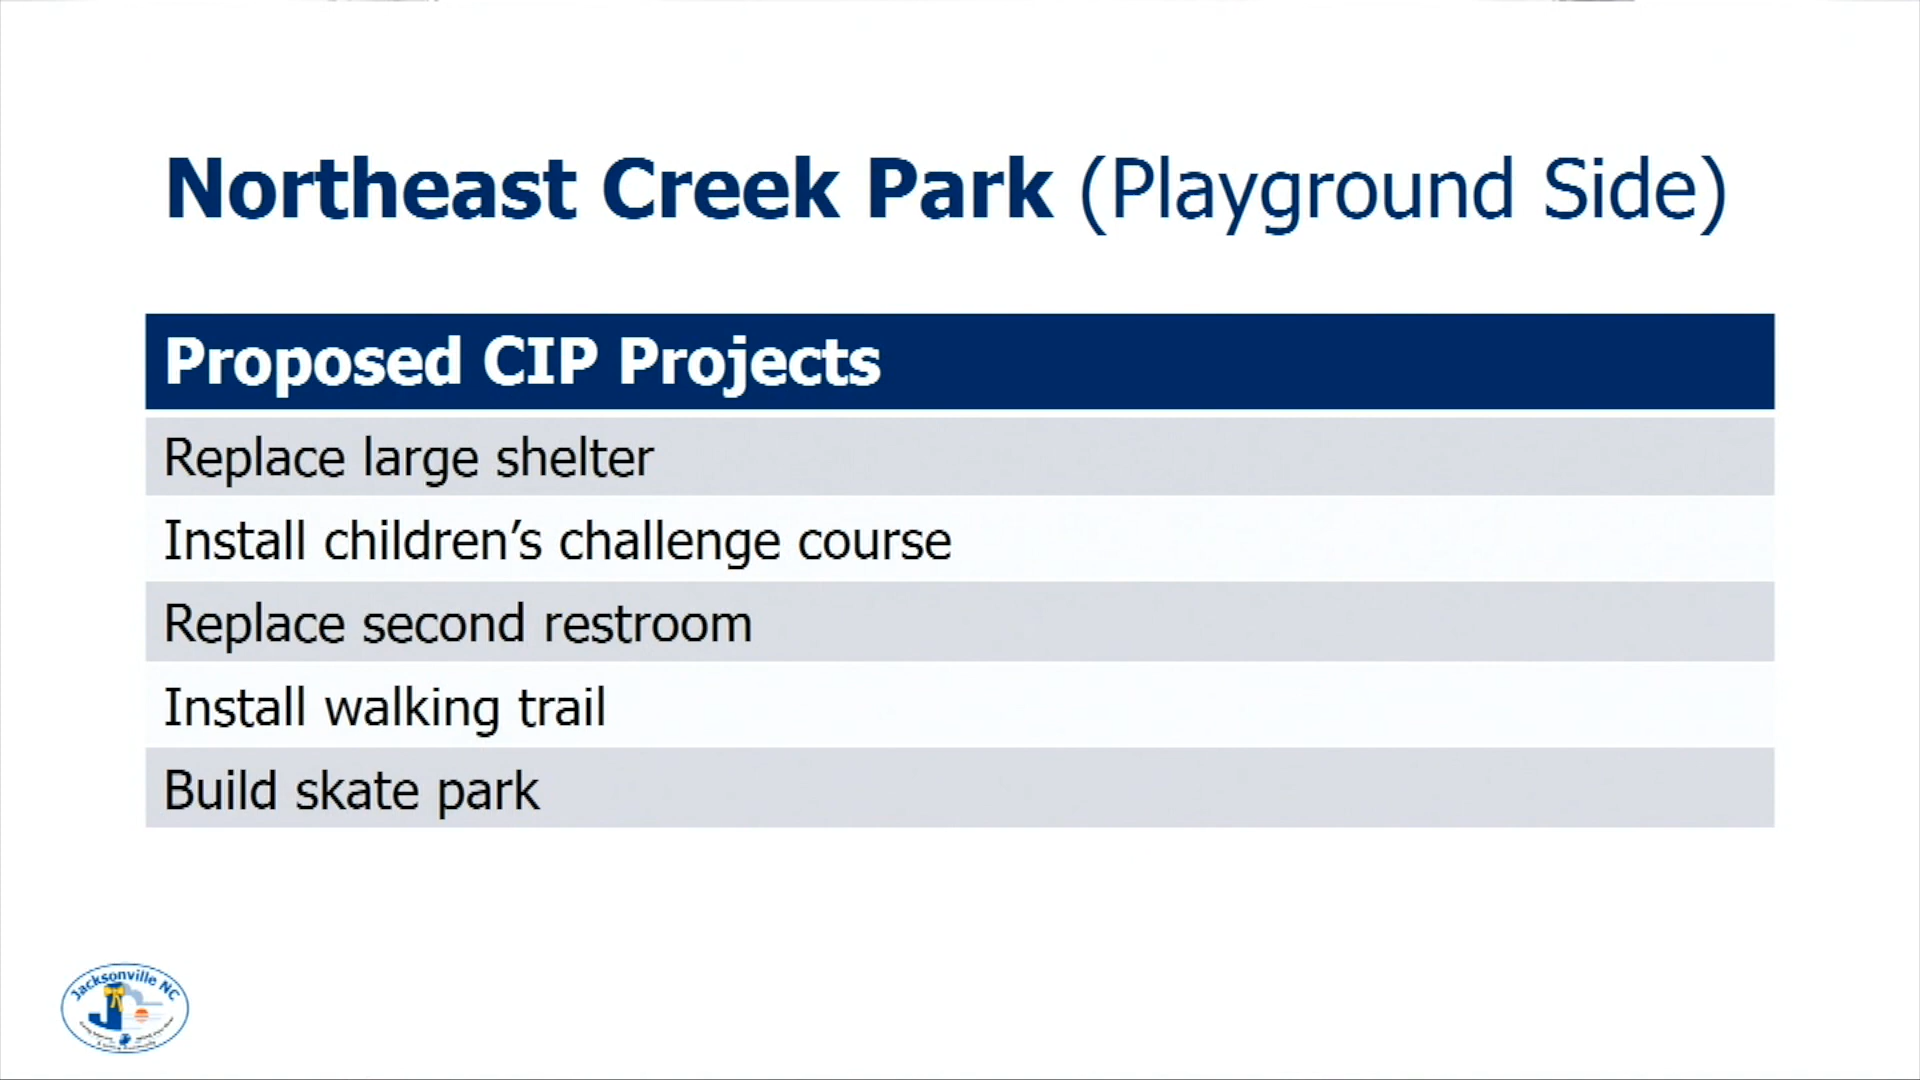 Northeast Creek Park (Playground Side)
Proposed CIP Projects
Replace large shelter
Install children’s challenge course
Replace second restroom
Install walking trail
Build skate park
Jacksonville NC